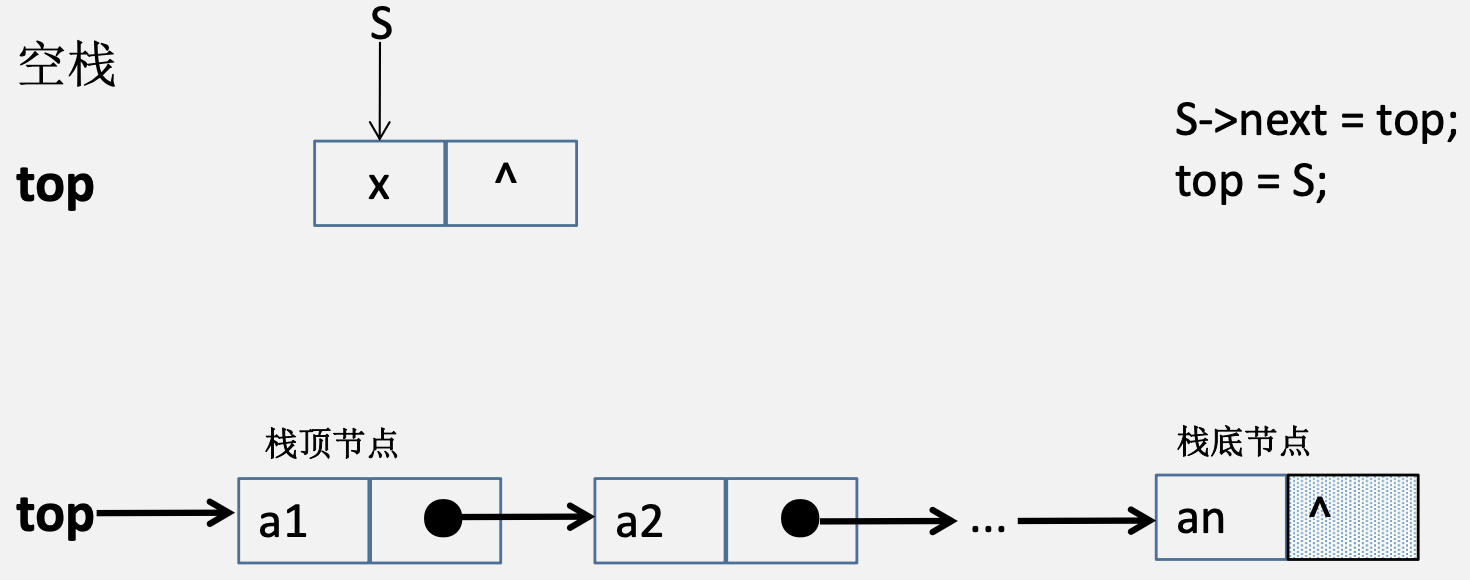 S
空栈
S->next = top;
top x ^
top = S;
栈顶节点
栈底节点
top a1 a2 ... an ^